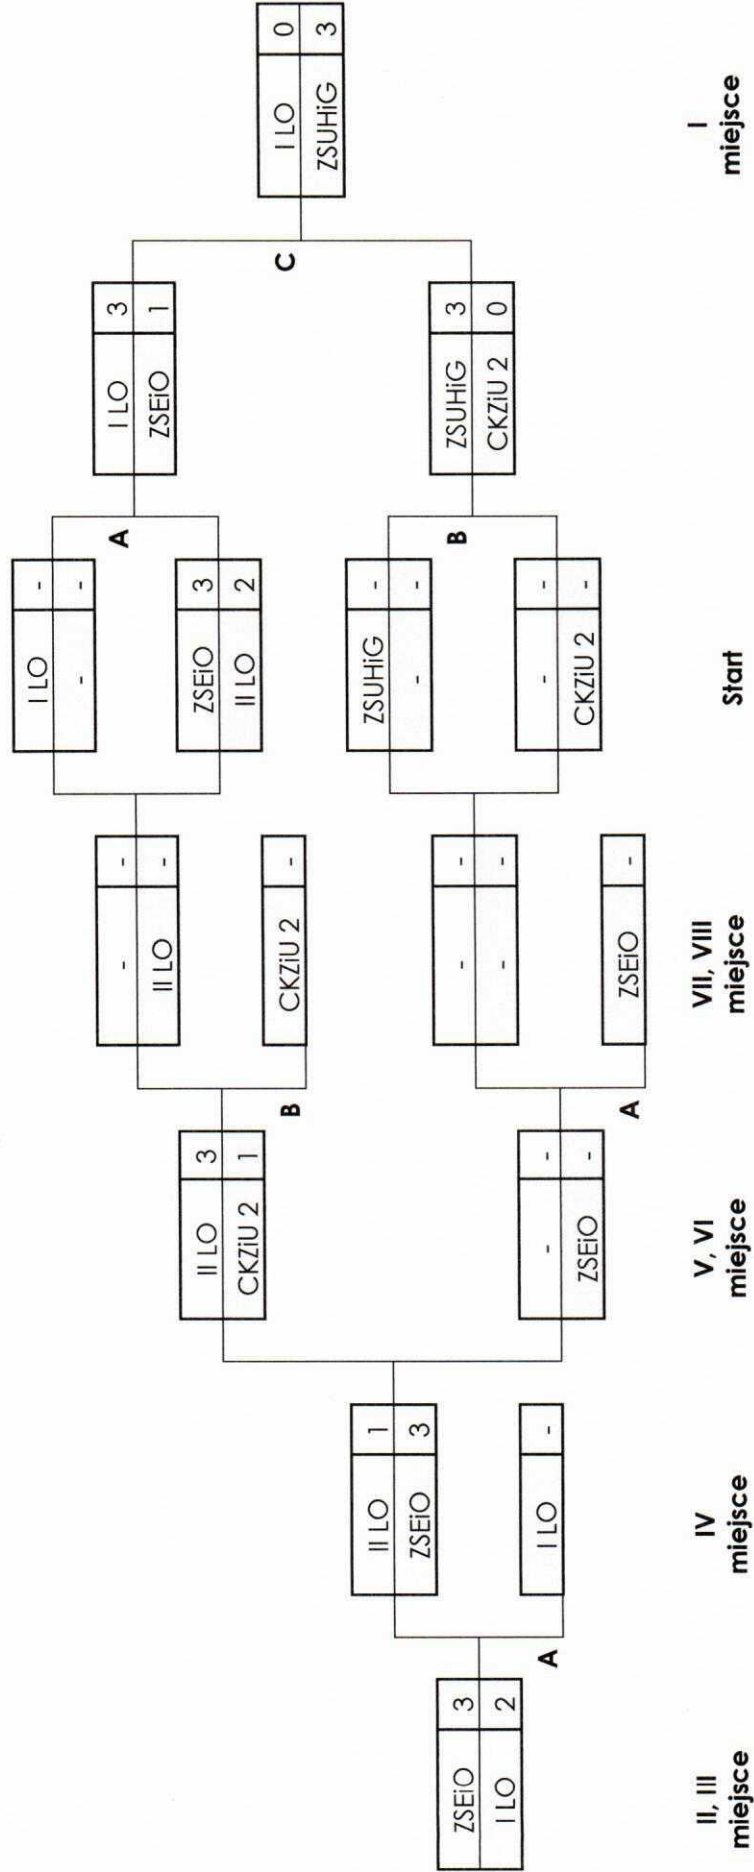 ZSEiO 3
I LO 2
II, III
miejsce
A
II LO 1
ZSEiO 3
I LO -
IV
miejsce
II LO 3
CKZiU 2 1
- -
ZSEiO -
V, VI
miejsce
B
A
- -
II LO -
CKZiU 2 -
- -
- -
ZSEiO -
VII, VIII
miejsce
I LO -
- -
ZSEiO 3
II LO 2
ZSUHiG -
- -
- -
CKZiU 2 -
Start
A
B
I LO 3
ZSEiO 1
ZSUHiG 3
CKZiU 2 0
C
I LO 0
ZSUHiG 3
I
miejsce